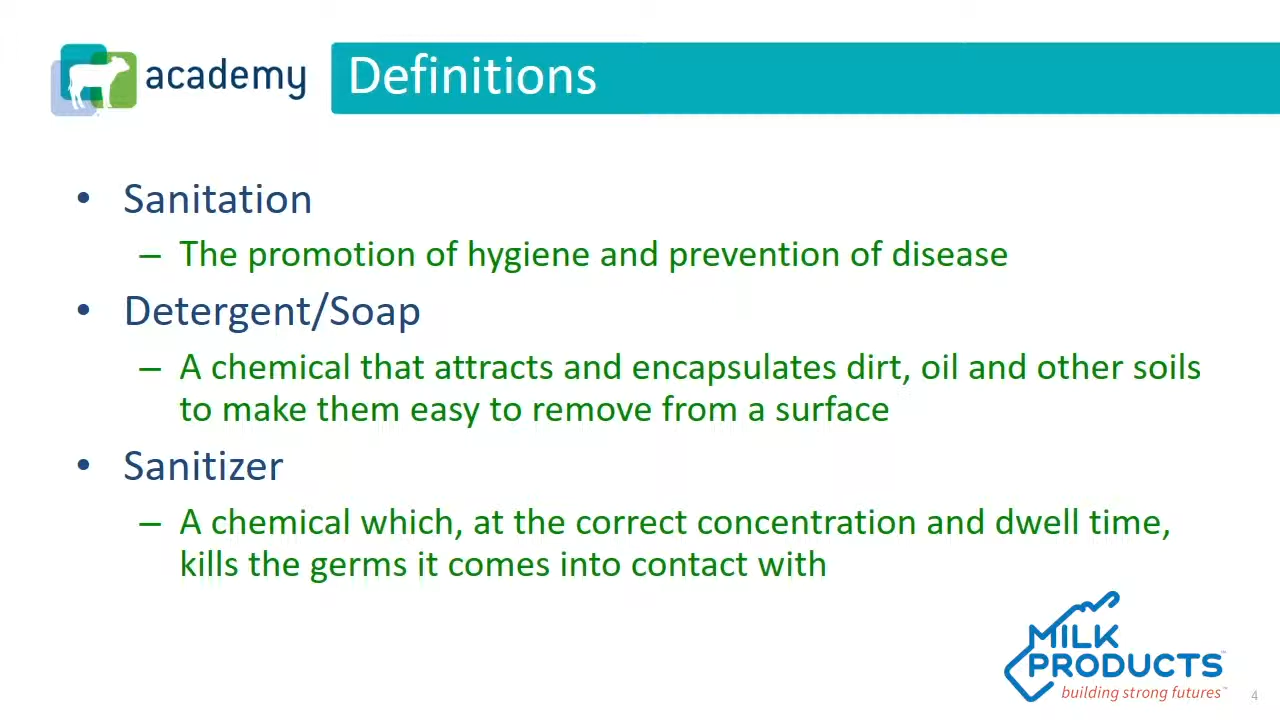 academy
Definitions
• Sanitation
– The promotion of hygiene and prevention of disease
• Detergent/Soap
– A chemical that attracts and encapsulates dirt, oil and other soils
to make them easy to remove from a surface
• Sanitizer
– A chemical which, at the correct concentration and dwell time,
kills the germs it comes into contact with
MILK
PRODUCTS™
building strong futures™
4